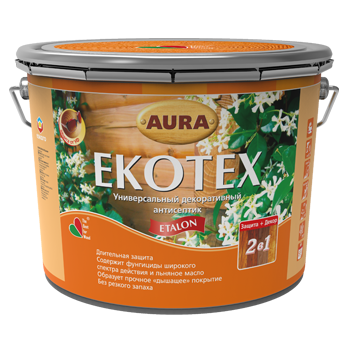 AURA
EKOTEX
Универсальный декоративный
антисептик
ETALON
Защита + Декор
2в1
Длительная защита
Содержит фунгициды широкого
спектра действия и льняное масло
Образует прочное «дышащее» покрытие
Без резкого запаха